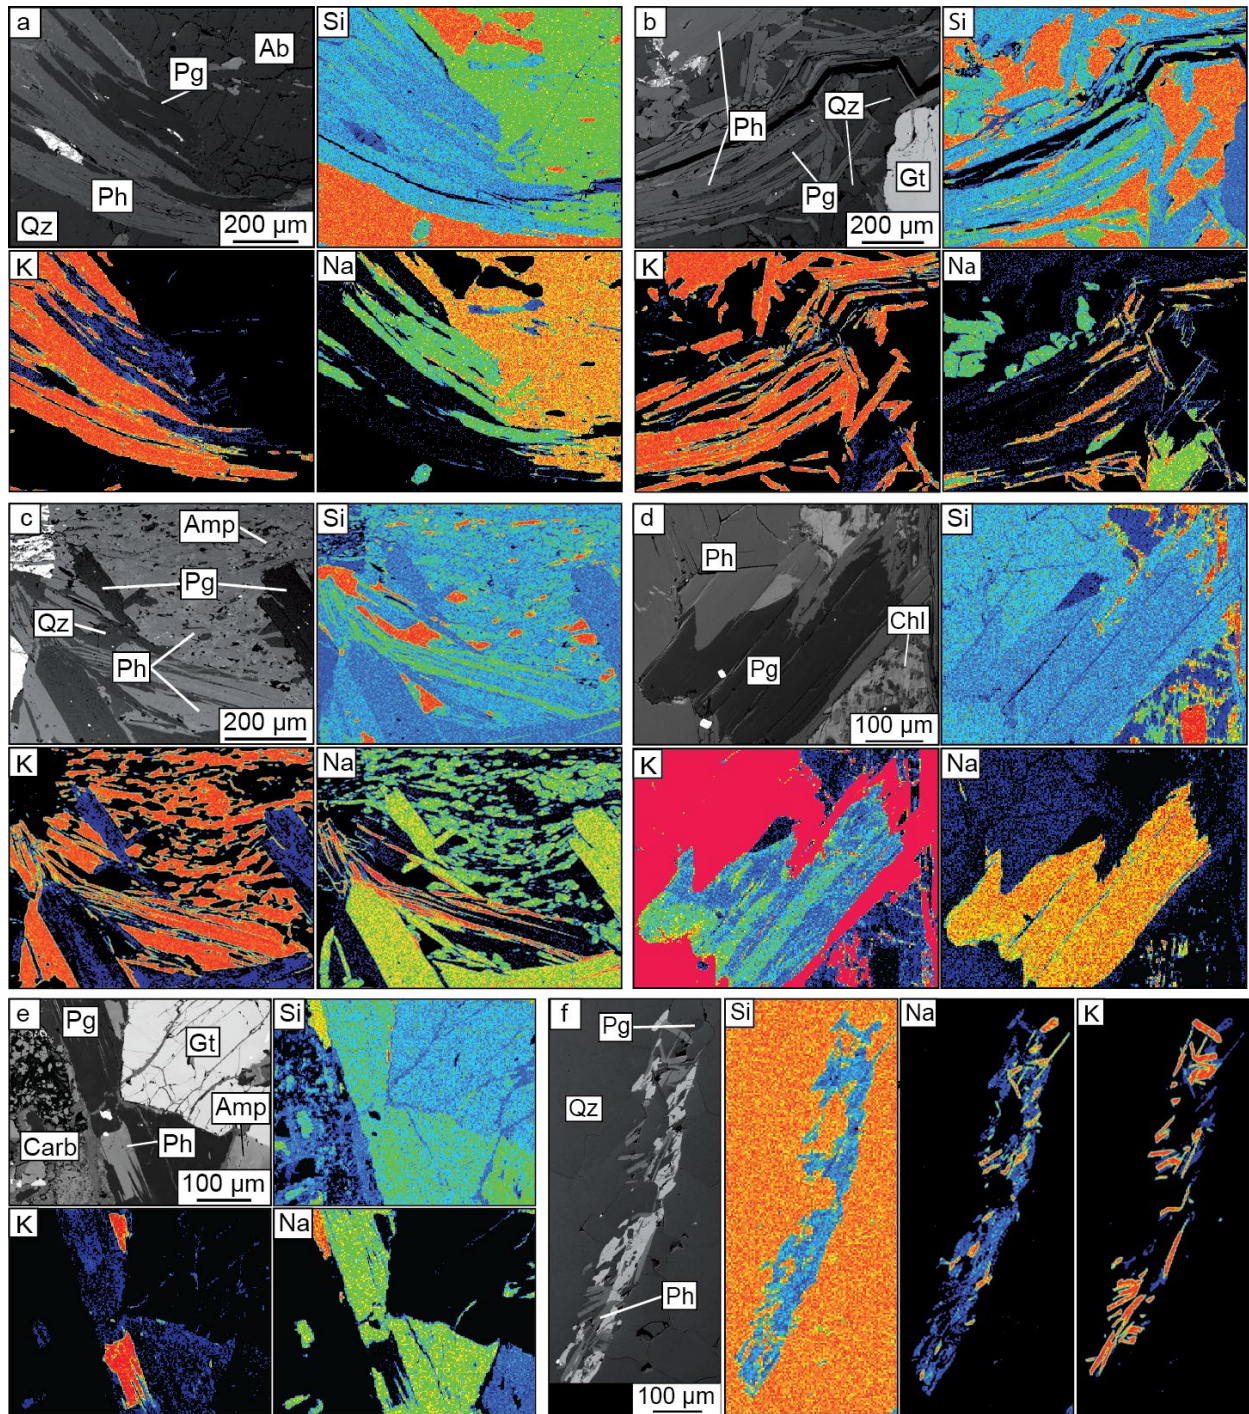 a
Ab
Pg
Ph
Qz
200 µm
Si
K
Na
b
Ph
Qz
Pg
Gt
200 µm
Si
K
Na
c
Amp
Pg
Qz
Ph
200 µm
Si
K
Na
d
Ph
Chl
Pg
100 µm
Si
K
Na
e
Pg
Gt
Amp
Carb
Ph
100 µm
Si
K
Na
f
Pg
Qz
Ph
100 µm
Si
Na
K